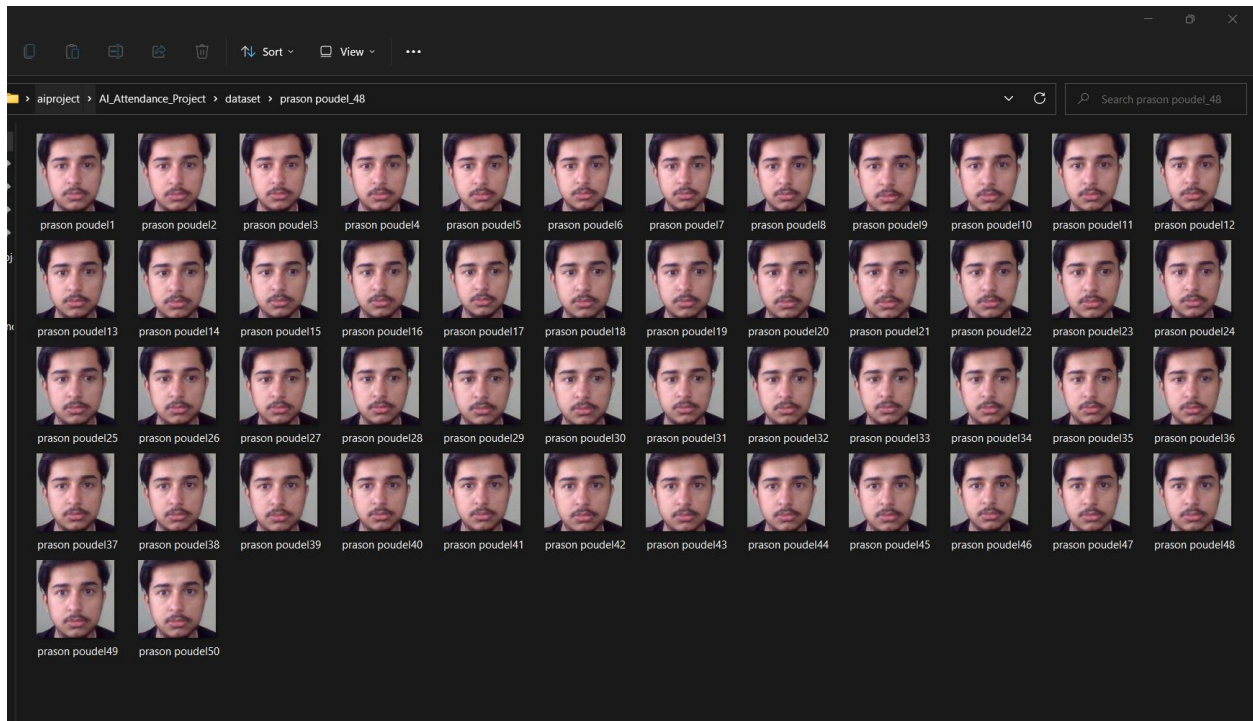 Sort View
aiproject > AI_Attendance_Project > dataset > prason poudel_48 Search prason poudel_48
prason poudel1 prason poudel2 prason poudel3 prason poudel4 prason poudel5 prason poudel6 prason poudel7 prason poudel8 prason poudel9 prason poudel10 prason poudel11 prason poudel12
prason poudel13 prason poudel14 prason poudel15 prason poudel16 prason poudel17 prason poudel18 prason poudel19 prason poudel20 prason poudel21 prason poudel22 prason poudel23 prason poudel24
prason poudel25 prason poudel26 prason poudel27 prason poudel28 prason poudel29 prason poudel30 prason poudel31 prason poudel32 prason poudel33 prason poudel34 prason poudel35 prason poudel36
prason poudel37 prason poudel38 prason poudel39 prason poudel40 prason poudel41 prason poudel42 prason poudel43 prason poudel44 prason poudel45 prason poudel46 prason poudel47 prason poudel48
prason poudel49 prason poudel50